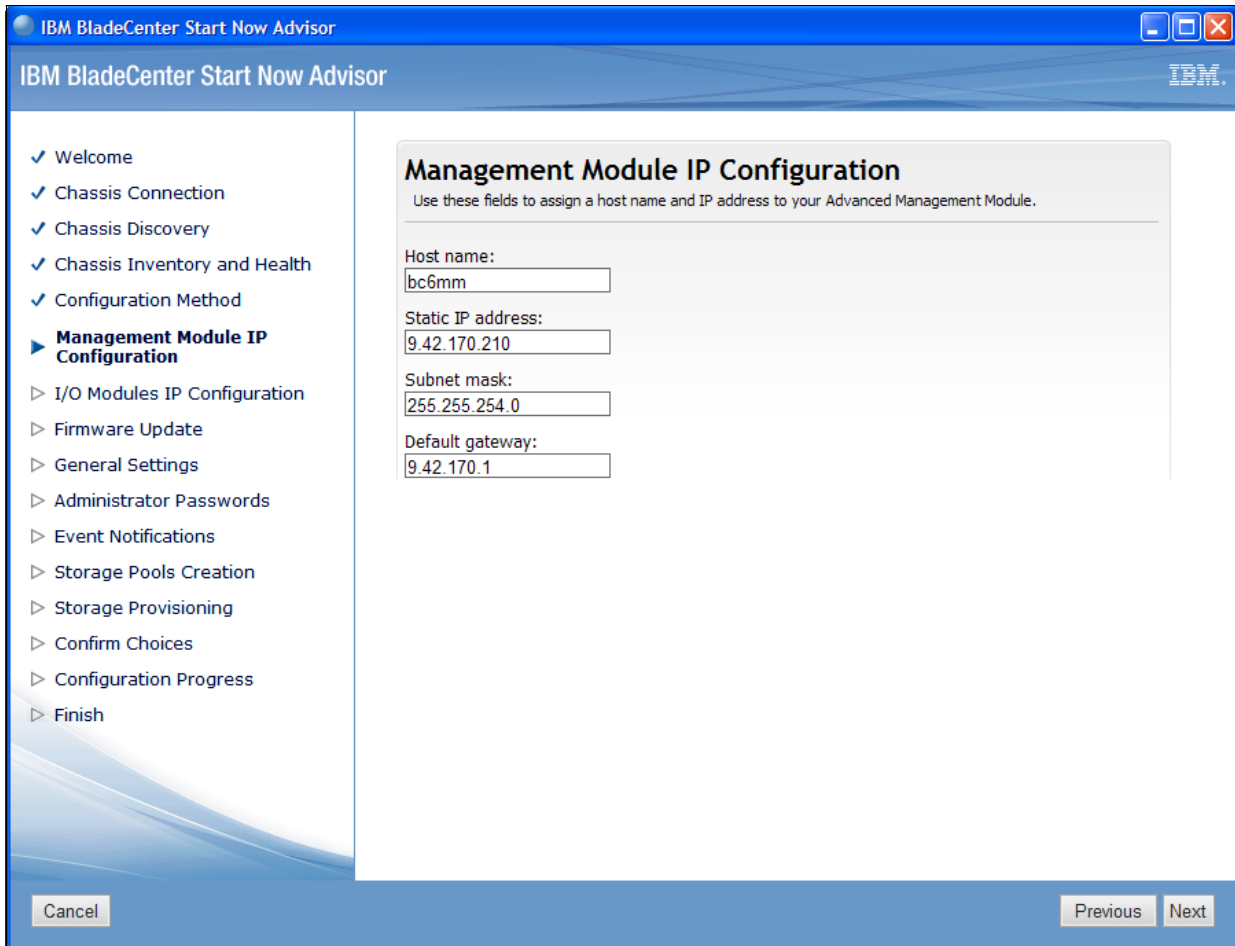 IBM BladeCenter Start Now Advisor
IBM BladeCenter Start Now Advisor
IBM.
Welcome
Chassis Connection
Chassis Discovery
Chassis Inventory and Health
Configuration Method
Management Module IP
Configuration
I/O Modules IP Configuration
Firmware Update
General Settings
Administrator Passwords
Event Notifications
Storage Pools Creation
Storage Provisioning
Confirm Choices
Configuration Progress
Finish
Management Module IP Configuration
Use these fields to assign a host name and IP address to your Advanced Management Module.
Host name:
bc6mm
Static IP address:
9.42.170.210
Subnet mask:
255.255.254.0
Default gateway:
9.42.170.1
Cancel
Previous
Next